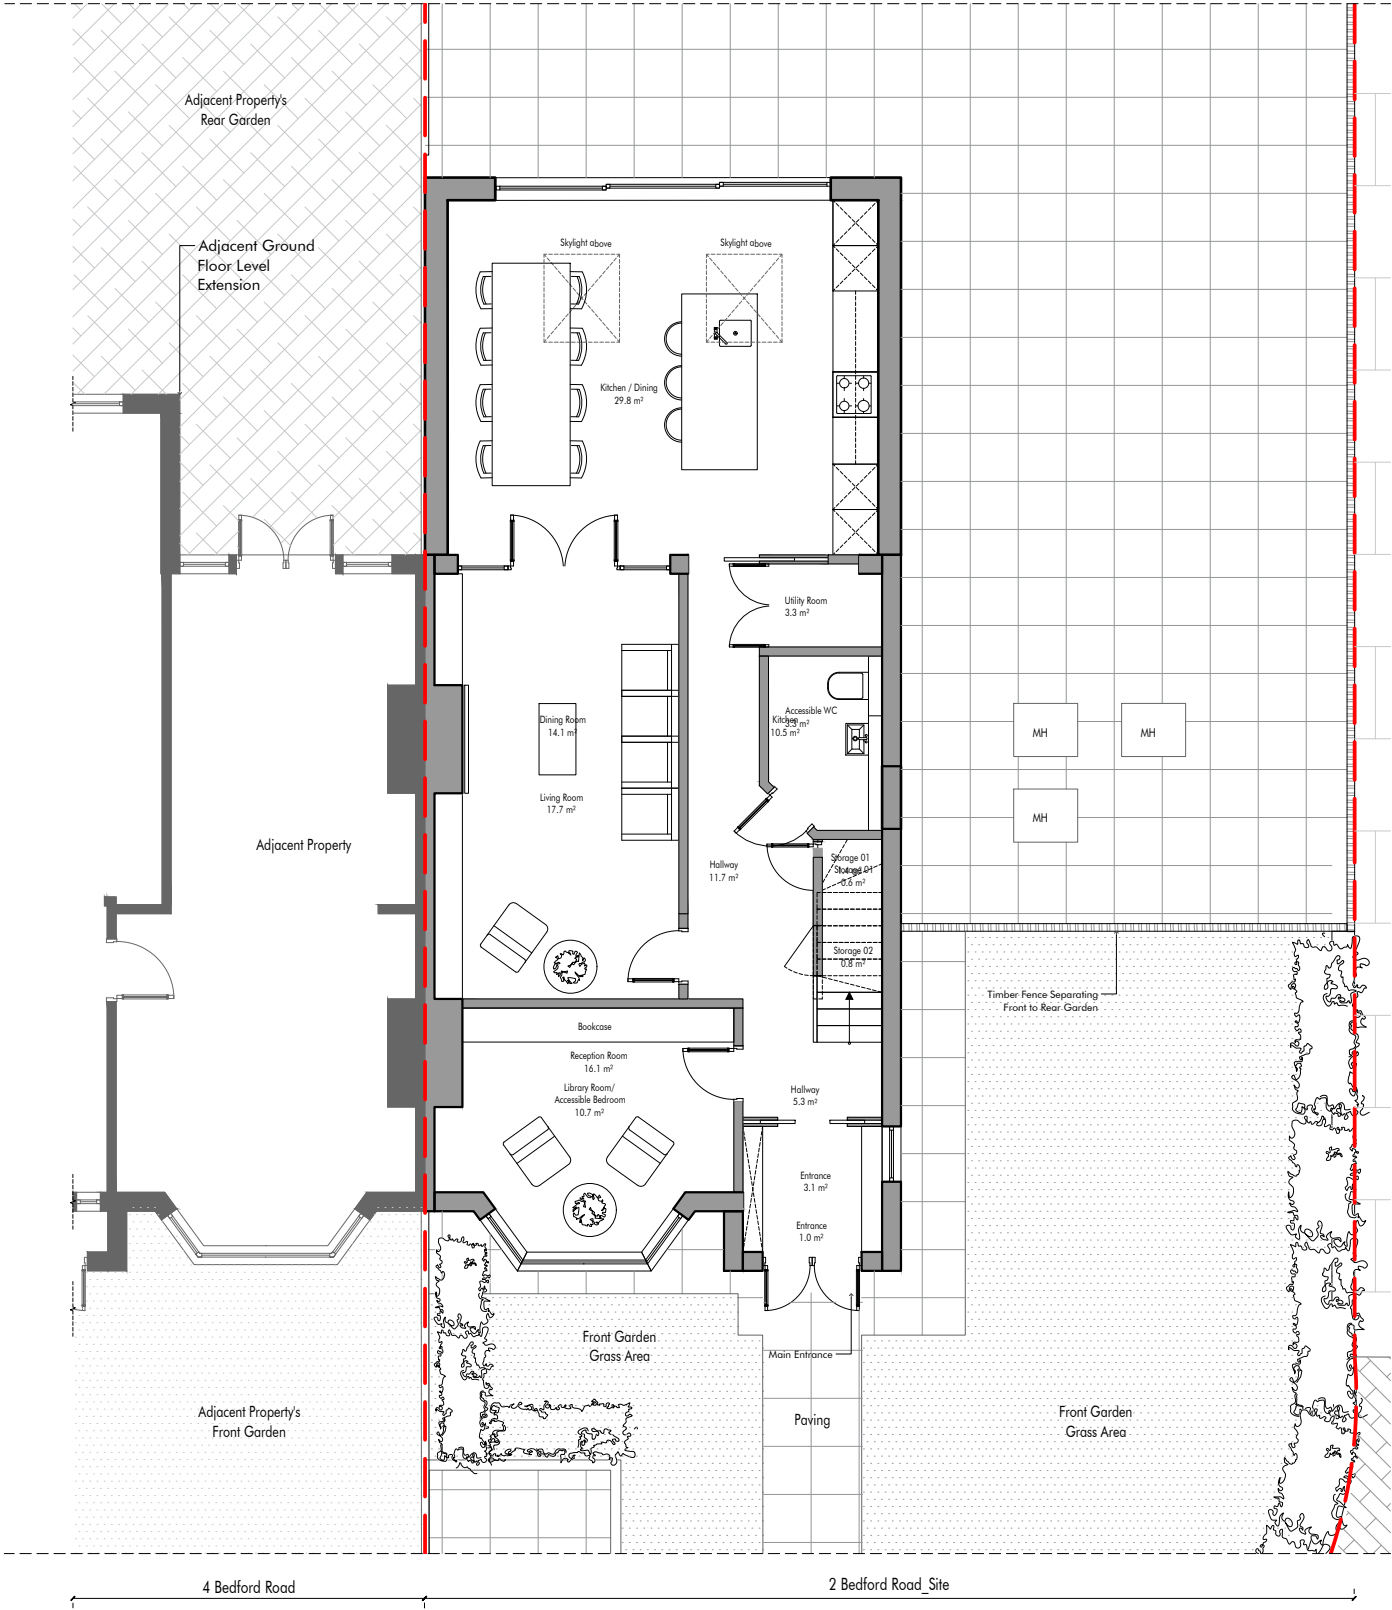 Adjacent Property's
Rear Garden
Adjacent Ground
Floor Level
Extension
Skylight above
Skylight above
Kitchen / Dining
29.8 m²
Utility Room
3.3 m²
Accessible WC
3.3 m²
Kitchen
10.5 m²
Dining Room
14.1 m²
Living Room
17.7 m²
MH
MH
MH
Adjacent Property
Hallway
11.7 m²
Storage 01
Storage 01
0.6 m²
Storage 02
0.8 m²
Timber Fence Separating
Front to Rear Garden
Bookcase
Reception Room
16.1 m²
Library Room/
Accessible Bedroom
10.7 m²
Hallway
5.3 m²
Entrance
3.1 m²
Entrance
1.0 m²
Front Garden
Grass Area
Main Entrance
Adjacent Property's
Front Garden
Paving
Front Garden
Grass Area
4 Bedford Road
2 Bedford Road_Site